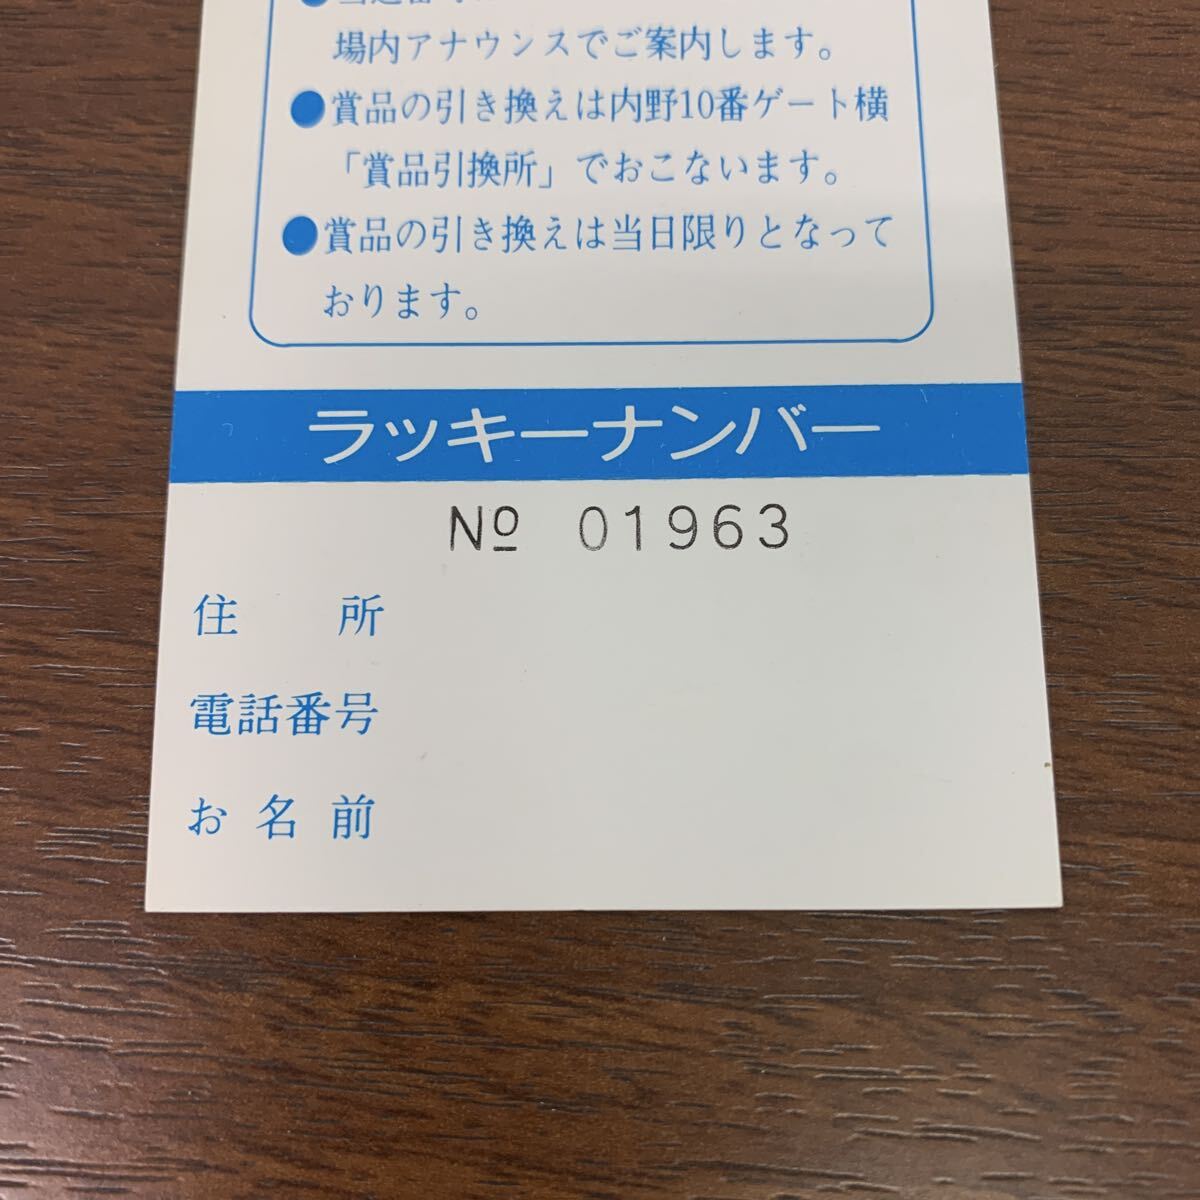 場内アナウンスでご案内します。
●賞品の引き換えは内野10番ゲート横
「賞品引換所」でおこないます。
●賞品の引き換えは当日限りとなって
おります。
ラッキーナンバー
№ 01963
住所
電話番号
お名前